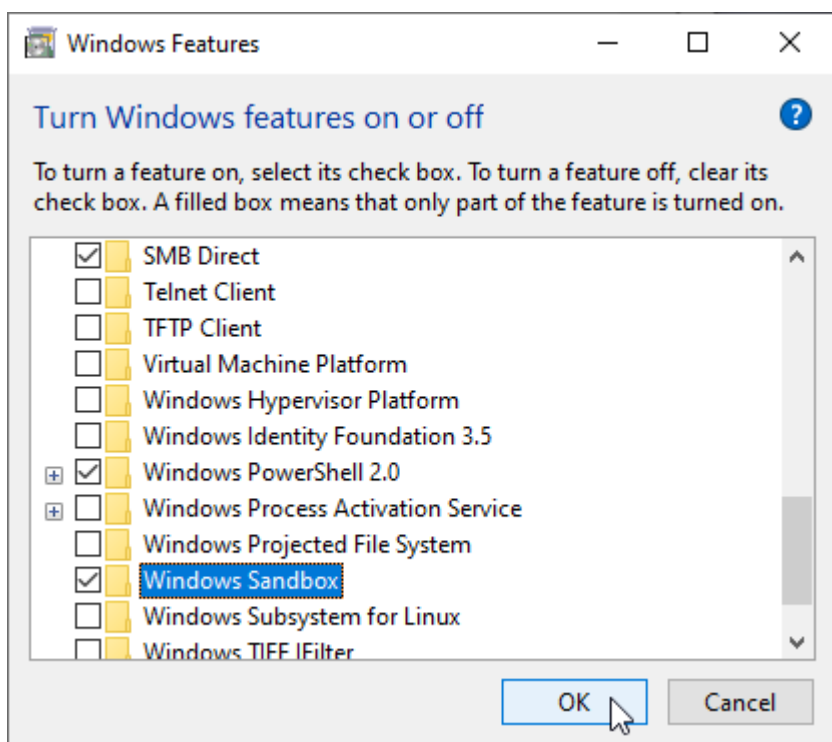 Windows Features
Turn Windows features on or off
?
To turn a feature on, select its check box. To turn a feature off, clear its
check box. A filled box means that only part of the feature is turned on.
SMB Direct
Telnet Client
TFTP Client
Virtual Machine Platform
Windows Hypervisor Platform
Windows Identity Foundation 3.5
Windows PowerShell 2.0
Windows Process Activation Service
Windows Projected File System
Windows Sandbox
Windows Subsystem for Linux
Windows TIFF IFilter
OK
Cancel